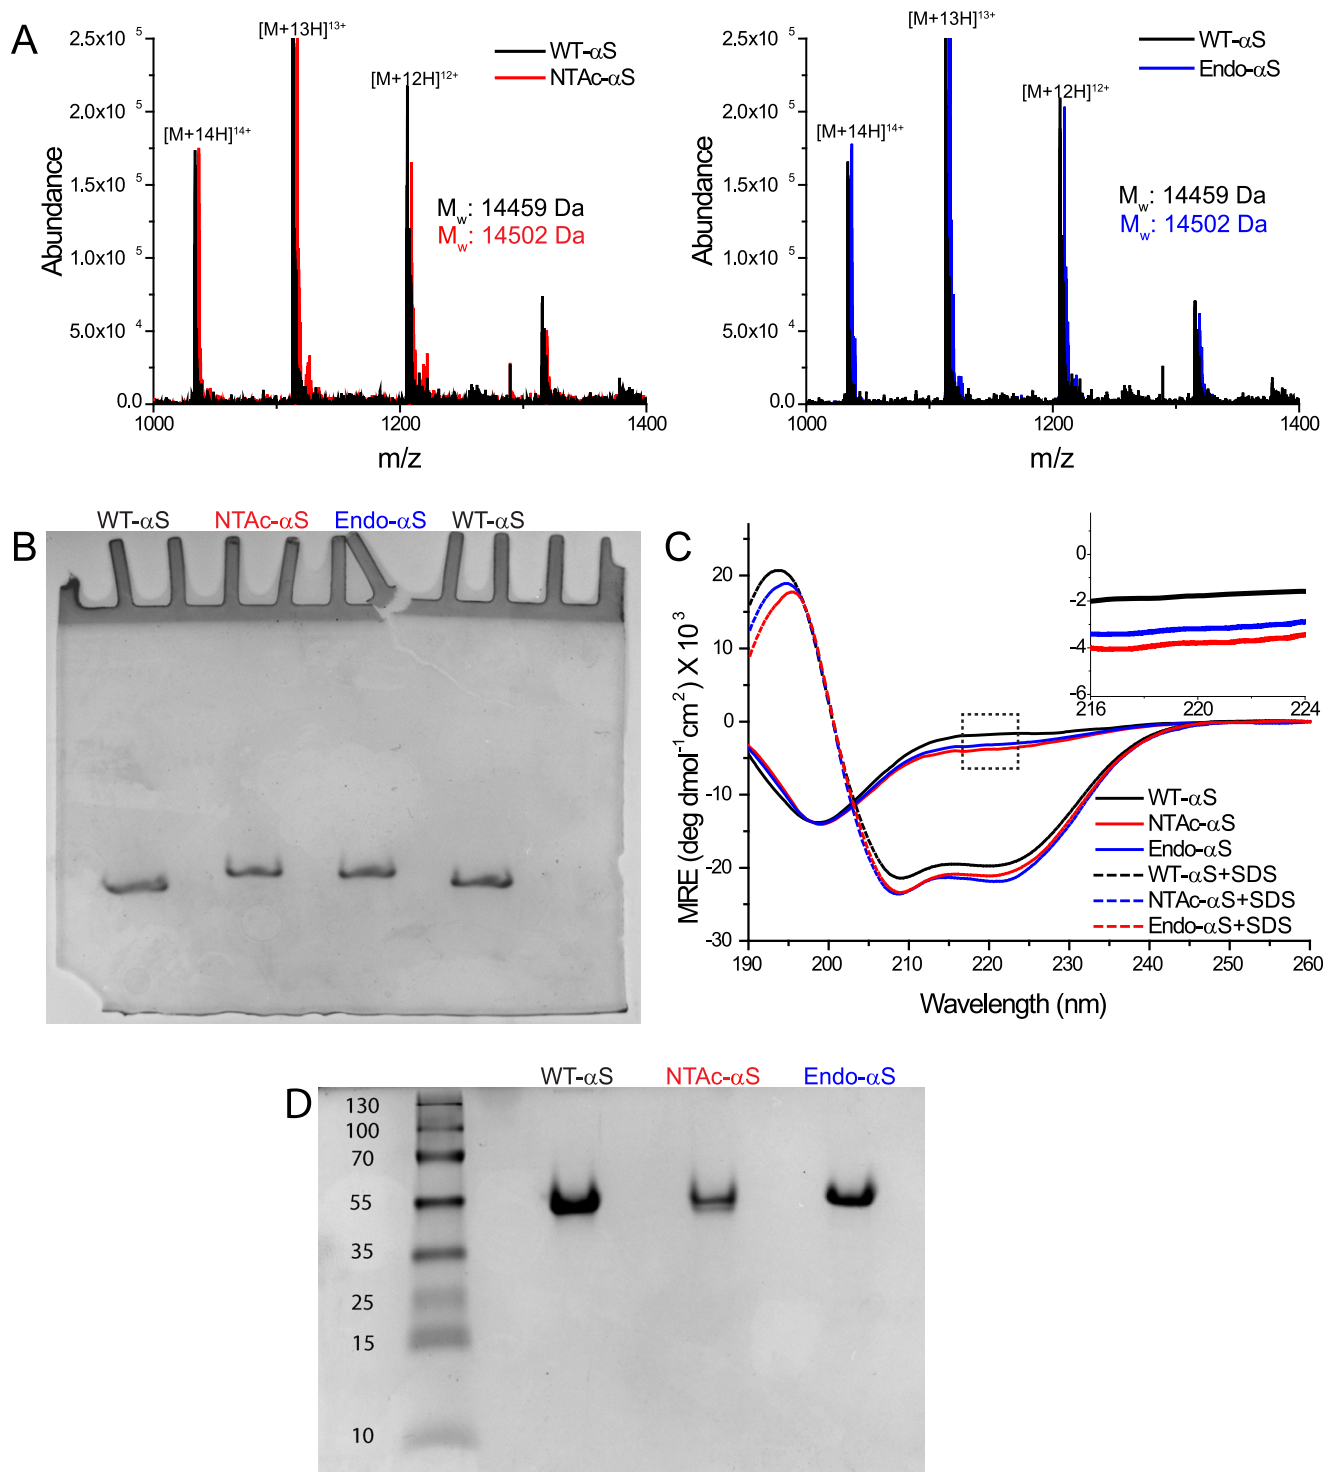 A
[M+13H]13+
2.5x10 5
WT-αS
NTAc-αS
[M+12H]12+
2.0x10 5
[M+14H]14+
1.5x10 5
Mw: 14459 Da
Mw: 14502 Da
1.0x10 5
5.0x10 4
0.0
1000 1200 1400
Abundance
m/z
[M+13H]13+
2.5x10 5
WT-αS
Endo-αS
[M+12H]12+
2.0x10 5
[M+14H]14+
1.5x10 5
Mw: 14459 Da
Mw: 14502 Da
1.0x10 5
5.0x10 4
0.0
1000 1200 1400
Abundance
m/z
B
WT-αS NTAc-αS Endo-αS WT-αS
C
20
10
0
-10
-20
-30
MRE (deg dmol-1cm2) X 103
190 200 210 220 230 240 250 260
Wavelength (nm)
0
-2
-4
-6
216 220 224
WT-αS
NTAc-αS
Endo-αS
WT-αS+SDS
NTAc-αS+SDS
Endo-αS+SDS
D
WT-αS NTAc-αS Endo-αS
130
100
70
55
35
25
15
10